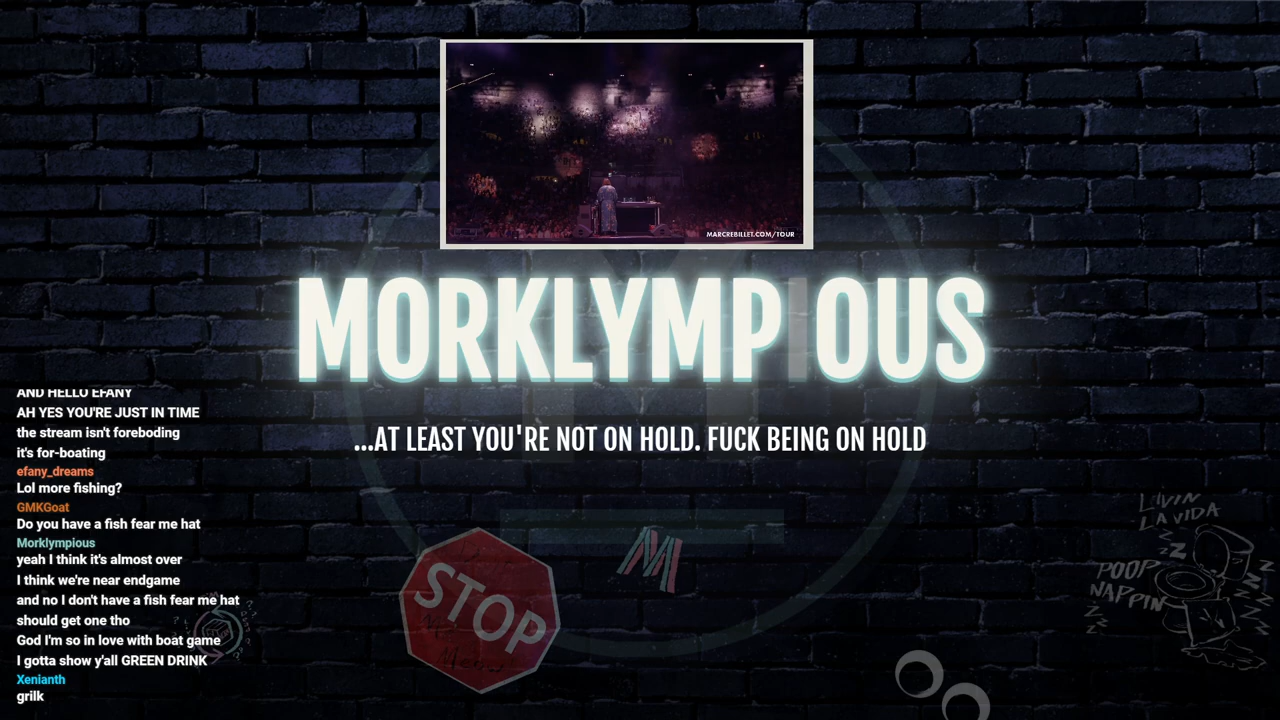 MARCREBILLET.COM/TOUR
MORKLYMPIOUS
...AT LEAST YOU'RE NOT ON HOLD. FUCK BEING ON HOLD
AND HELLO EFANY
AH YES YOU'RE JUST IN TIME
the stream isn't foreboding
it's for-boating
efany_dreams
Lol more fishing?
GMKGoat
Do you have a fish fear me hat
Morklympious
yeah I think it's almost over
I think we're near endgame
and no I don't have a fish fear me hat
should get one tho
God I'm so in love with boat game
I gotta show y'all GREEN DRINK
Xenianth
grilk
STOP
M
LIVIN
LA VIDA
POOP
NAPPIN